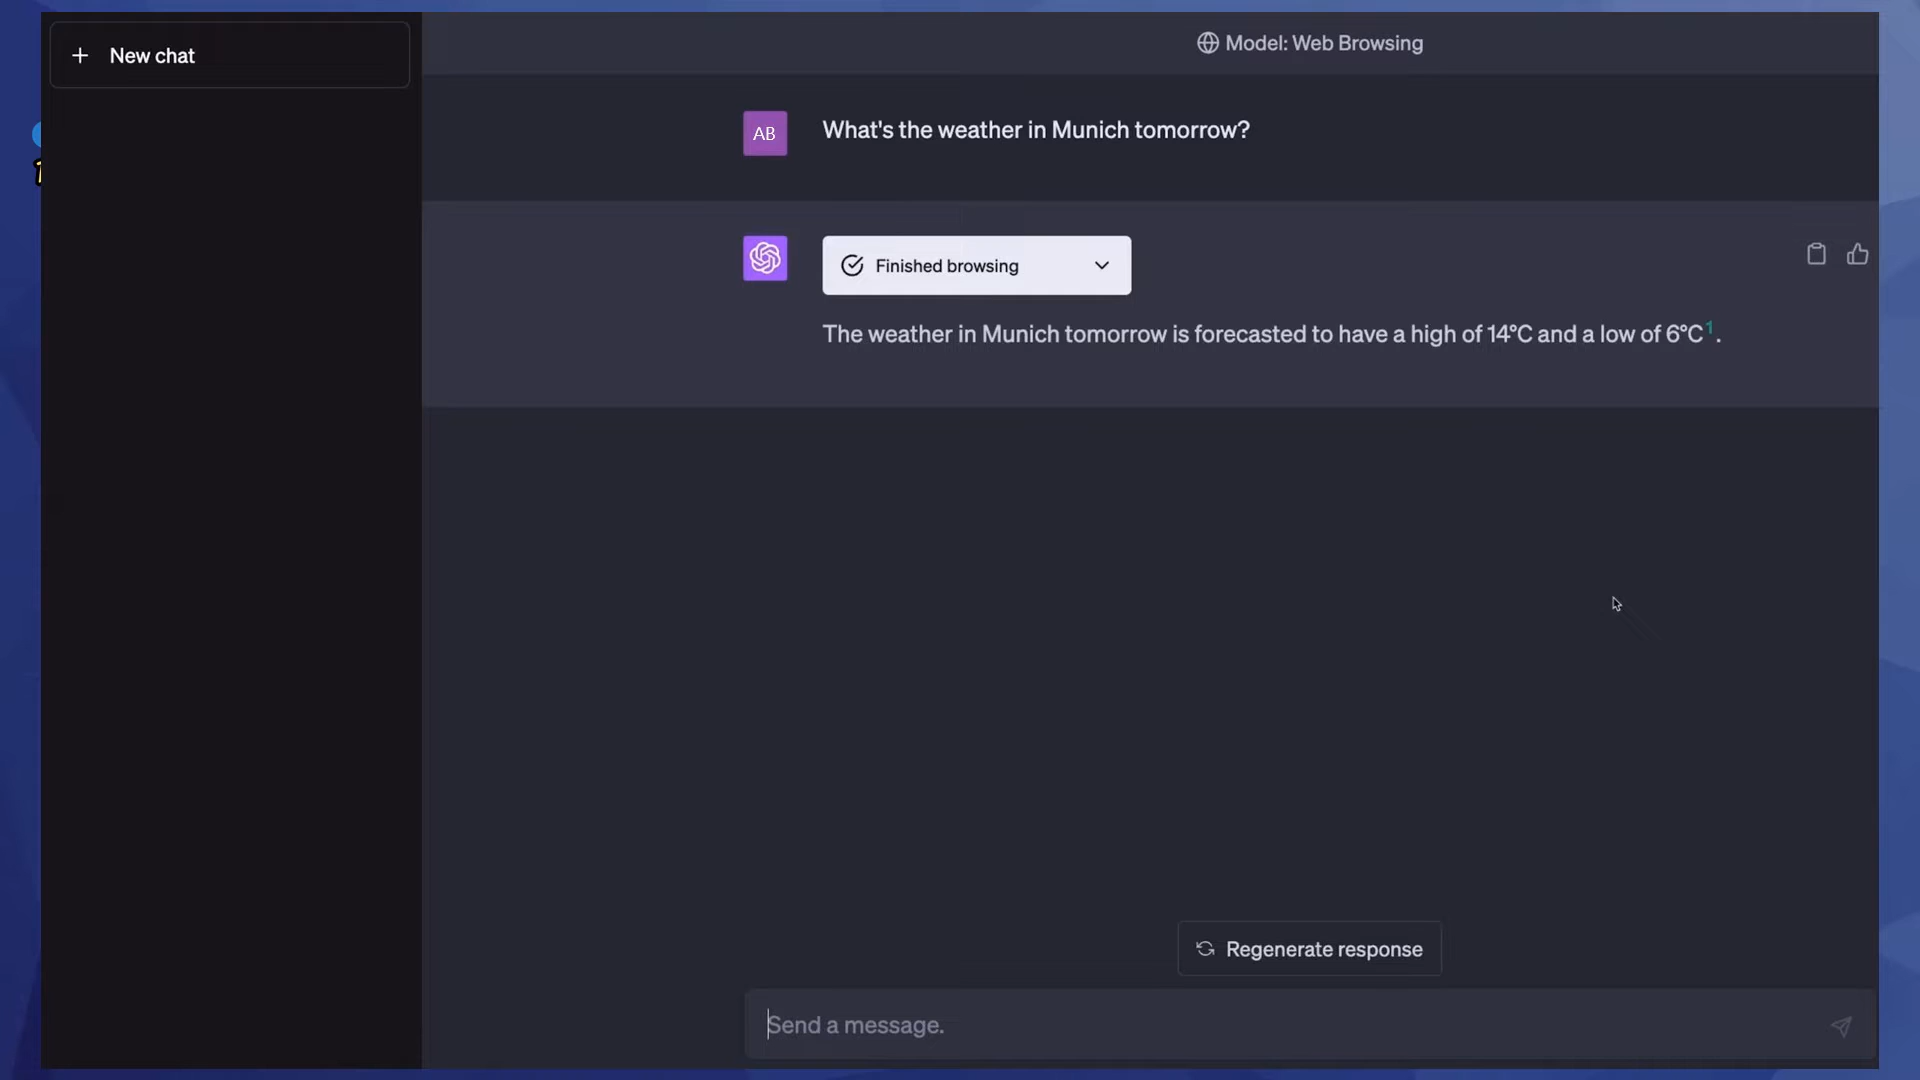 New chat
Model: Web Browsing
AB
What's the weather in Munich tomorrow?
Finished browsing
The weather in Munich tomorrow is forecasted to have a high of 14°C and a low of 6°C¹.
Regenerate response
Send a message.